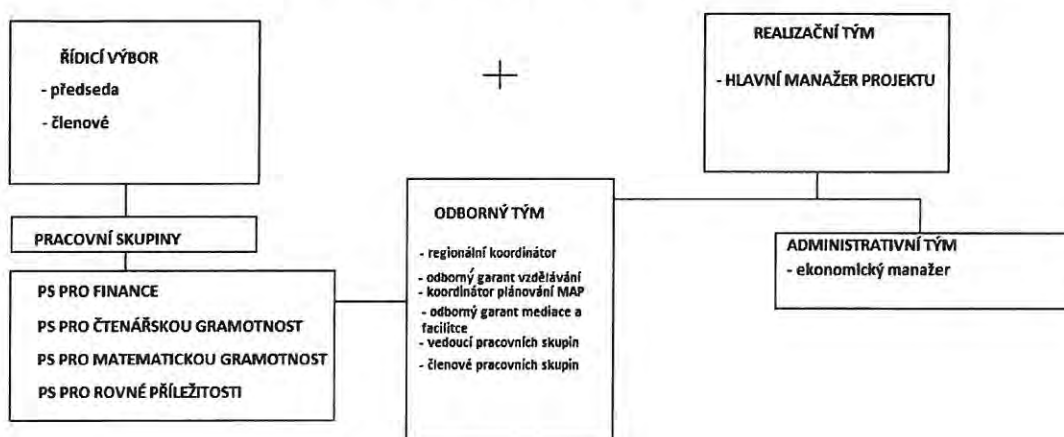 ŘÍDICÍ VÝBOR
- předseda
- členové
PRACOVNÍ SKUPINY
PS PRO FINANCE
PS PRO ČTENÁŘSKOU GRAMOTNOST
PS PRO MATEMATICKOU GRAMOTNOST
PS PRO ROVNÉ PŘÍLEŽITOSTI
ODBORNÝ TÝM
- regionální koordinátor
- odborný garant vzdělávání
- koordinátor plánování MAP
- odborný garant mediace a
facilitce
- vedoucí pracovních skupin
- členové pracovních skupin
REALIZAČNÍ TÝM
- HLAVNÍ MANAŽER PROJEKTU
ADMINISTRATIVNÍ TÝM
- ekonomický manažer